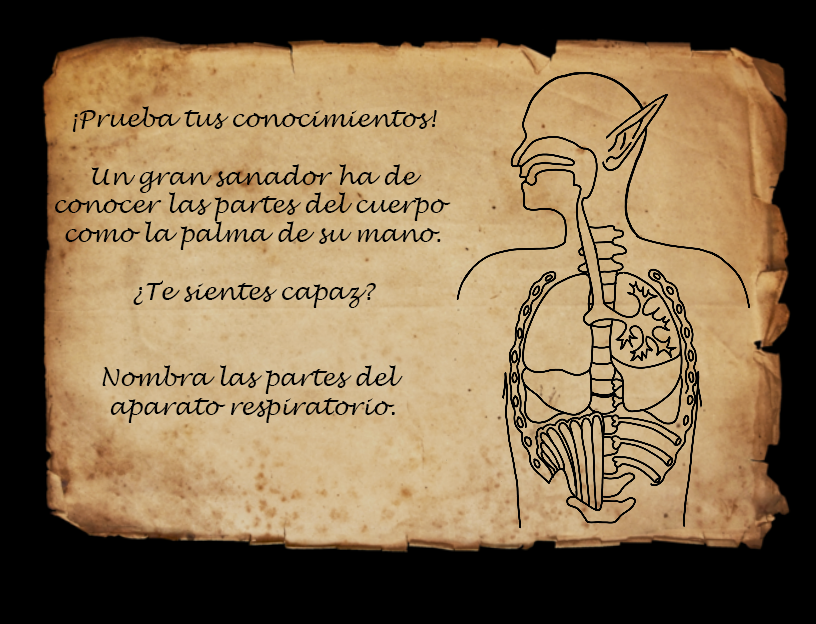 ¡Prueba tus conocimientos!
Un gran sanador ha de
conocer las partes del cuerpo
como la palma de su mano.
¿Te sientes capaz?
Nombra las partes del
aparato respiratorio.